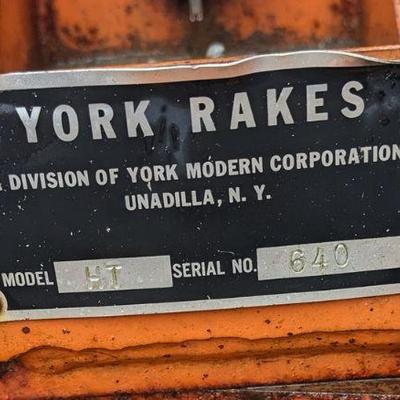 YORK RAKES
A DIVISION OF YORK MODERN CORPORATION
UNADILLA, N. Y.
MODEL HT SERIAL NO. 640